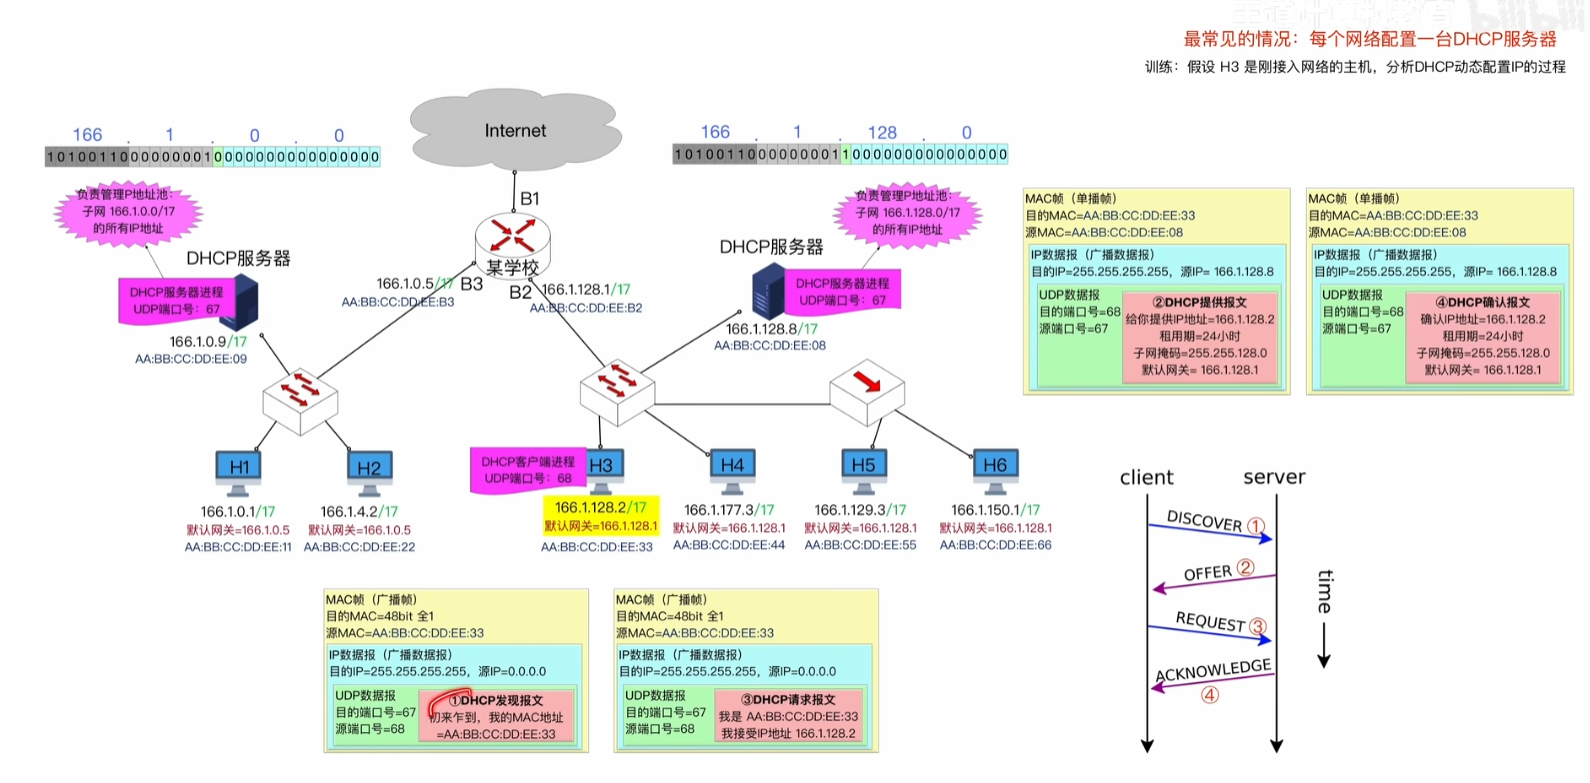 最常见的情况：每个网络配置一台DHCP服务器
训练：假设 H3 是刚接入网络的主机，分析DHCP动态配置IP的过程
166 . 1 . 0 . 0
10100110000000010000000000000000
负责管理P地址池：
子网 166.1.0.0/17
的所有IP地址
DHCP服务器
DHCP服务器进程
UDP端口号：67
166.1.0.9/17
AA:BB:CC:DD:EE:09
Internet
B1
某学校
B3
B2
166.1.0.5/17
AA:BB:CC:DD:EE:B3
166.1.128.1/17
AA:BB:CC:DD:EE:B2
166 . 1 . 128 . 0
10100110000000011000000000000000
负责管理P地址池：
子网 166.1.128.0/17
的所有IP地址
DHCP服务器
DHCP服务器进程
UDP端口号：67
166.1.128.8/17
AA:BB:CC:DD:EE:08
H1
166.1.0.1/17
默认网关=166.1.0.5
AA:BB:CC:DD:EE:11
H2
166.1.4.2/17
默认网关=166.1.0.5
AA:BB:CC:DD:EE:22
DHCP客户端进程
UDP端口号：68
H3
166.1.128.2/17
默认网关=166.1.128.1
AA:BB:CC:DD:EE:33
H4
166.1.177.3/17
默认网关=166.1.128.1
AA:BB:CC:DD:EE:44
H5
166.1.129.3/17
默认网关=166.1.128.1
AA:BB:CC:DD:EE:55
H6
166.1.150.1/17
默认网关=166.1.128.1
AA:BB:CC:DD:EE:66
MAC帧（单播帧）
目的MAC=AA:BB:CC:DD:EE:33
源MAC=AA:BB:CC:DD:EE:08
IP数据报（广播数据报）
目的IP=255.255.255.255，源IP= 166.1.128.8
UDP数据报
目的端口号=68
源端口号=67
②DHCP提供报文
给你提供IP地址=166.1.128.2
租用期=24小时
子网掩码=255.255.128.0
默认网关= 166.1.128.1
MAC帧（单播帧）
目的MAC=AA:BB:CC:DD:EE:33
源MAC=AA:BB:CC:DD:EE:08
IP数据报（广播数据报）
目的IP=255.255.255.255，源IP= 166.1.128.8
UDP数据报
目的端口号=68
源端口号=67
④DHCP确认报文
确认IP地址=166.1.128.2
租用期=24小时
子网掩码=255.255.128.0
默认网关= 166.1.128.1
MAC帧（广播帧）
目的MAC=48bit 全1
源MAC=AA:BB:CC:DD:EE:33
IP数据报（广播数据报）
目的IP=255.255.255.255，源IP=0.0.0.0
UDP数据报
目的端口号=67
源端口号=68
①DHCP发现报文
初来乍到，我的MAC地址
=AA:BB:CC:DD:EE:33
MAC帧（广播帧）
目的MAC=48bit 全1
源MAC=AA:BB:CC:DD:EE:33
IP数据报（广播数据报）
目的IP=255.255.255.255，源IP=0.0.0.0
UDP数据报
目的端口号=67
源端口号=68
③DHCP请求报文
我是 AA:BB:CC:DD:EE:33
我接受IP地址 166.1.128.2
client
server
DISCOVER ①
OFFER ②
REQUEST ③
ACKNOWLEDGE
④
time